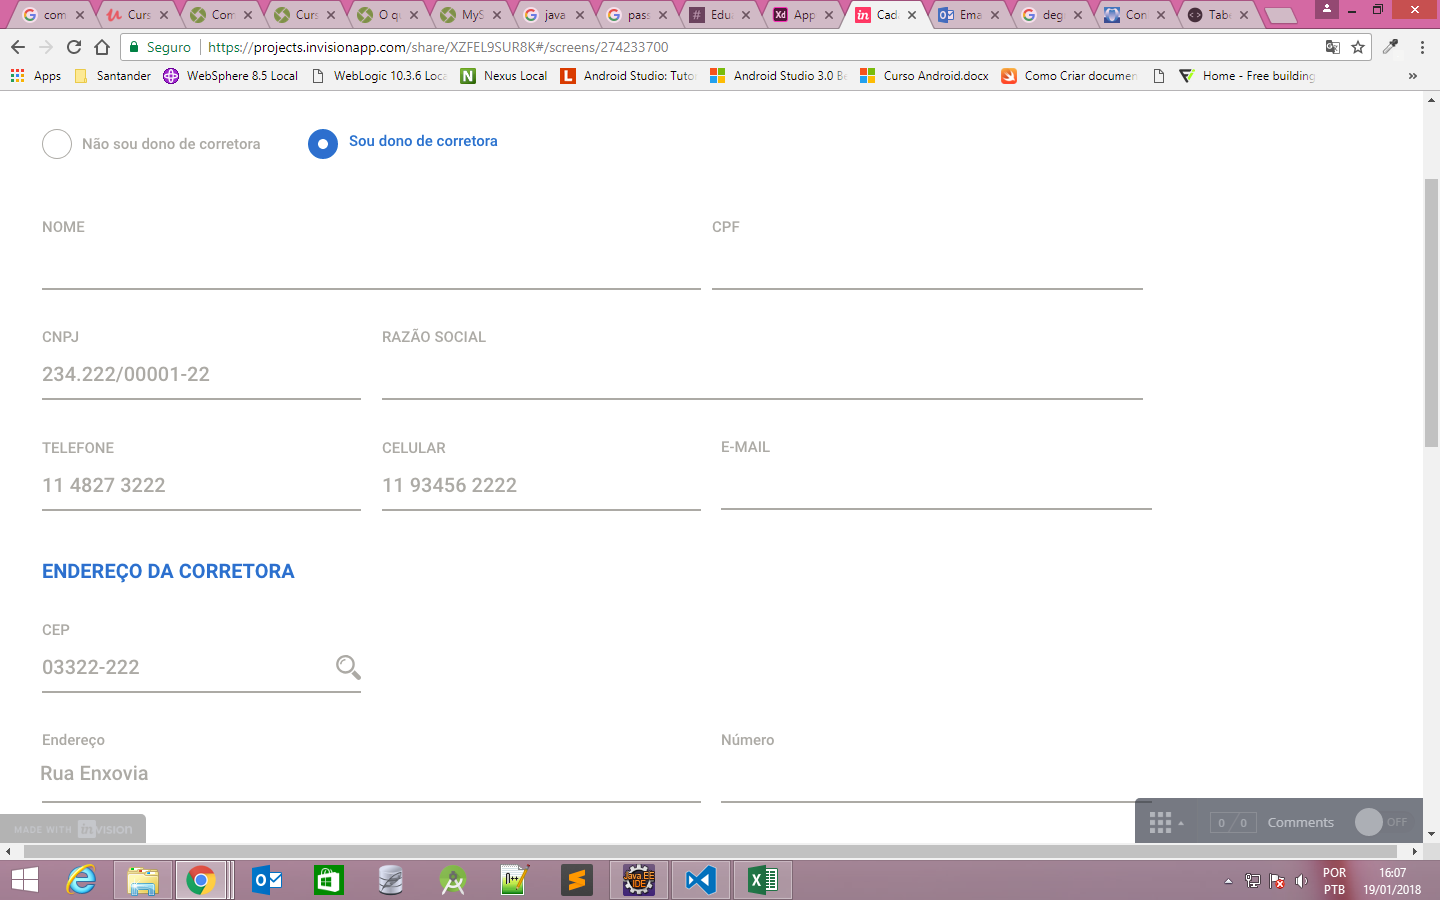 com
Curs
Com
Curs
O qu
MyS
java
pass
Edu
App
Cad
Ema
deg
Con
Tab
Seguro
https://projects.invisionapp.com/share/XZFEL9SUR8K#/screens/274233700
Apps
Santander
WebSphere 8.5 Local
WebLogic 10.3.6 Loca
Nexus Local
Android Studio: Tuto
Android Studio 3.0 Be
Curso Android.docx
Como Criar documen
Home - Free building
»
Não sou dono de corretora
Sou dono de corretora
NOME
CPF
CNPJ
RAZÃO SOCIAL
234.222/00001-22
TELEFONE
CELULAR
E-MAIL
11 4827 3222
11 93456 2222
ENDEREÇO DA CORRETORA
CEP
03322-222
Endereço
Número
Rua Enxovia
MADE WITH invision
0 / 0
Comments
OFF
POR
PTB
16:07
19/01/2018